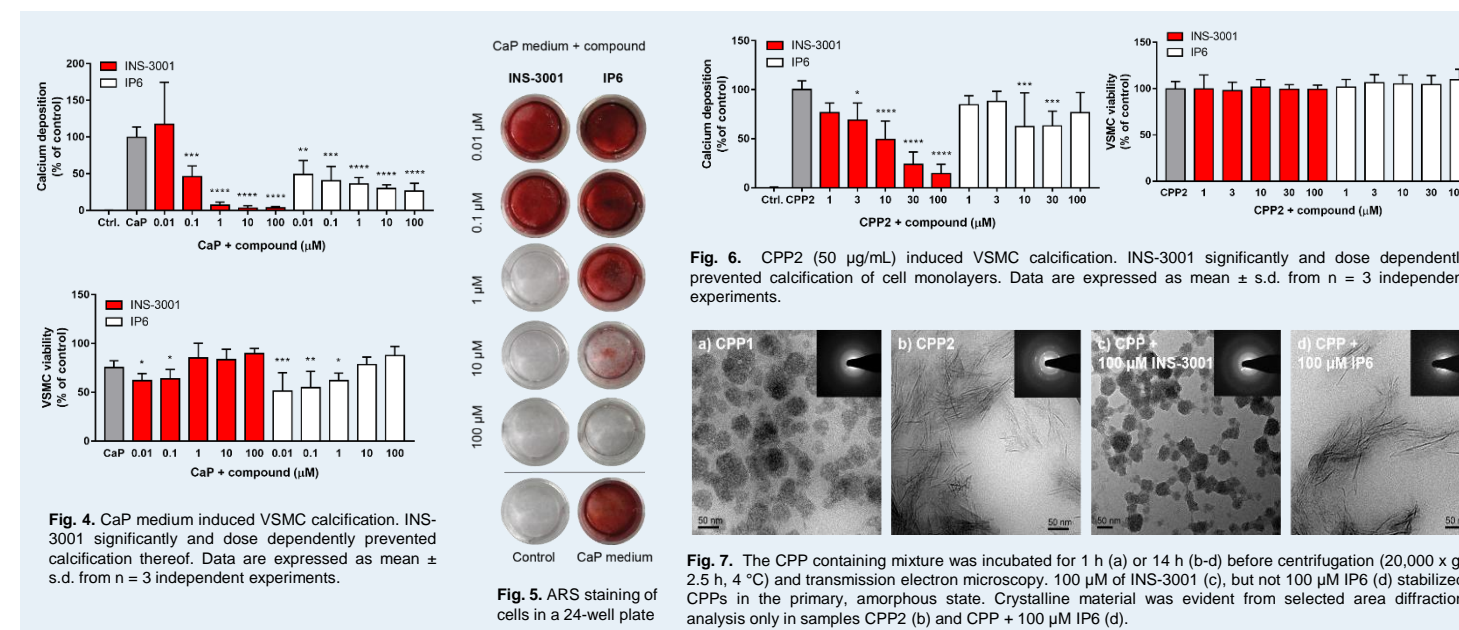 INS-3001
IP6
Calcium deposition
(% of control)
200
150
100
50
0
** *** **** **** ****
*** **** **** ****
Ctrl. CaP 0.01 0.1 1 10 100 0.01 0.1 1 10 100
CaP + compound (μM)
INS-3001
IP6
VSMC viability
(% of control)
150
100
50
0
* * *** ** *
CaP 0.01 0.1 1 10 100 0.01 0.1 1 10 100
CaP + compound (μM)
Fig. 4. CaP medium induced VSMC calcification. INS-
3001 significantly and dose dependently prevented
calcification thereof. Data are expressed as mean ±
s.d. from n = 3 independent experiments.
CaP medium + compound
INS-3001 IP6
0.01 μM
0.1 μM
1 μM
10 μM
100 μM
Control CaP medium
Fig. 5. ARS staining of
cells in a 24-well plate
INS-3001
IP6
Calcium deposition
(%of control)
150
100
50
0
* **** **** **** *** ***
Ctrl. CPP2 1 3 10 30 100 1 3 10 30 100
CPP2 + compound (μM)
INS-3001
IP6
VSMC viability
(% of control)
150
100
50
0
CPP2 1 3 10 30 100 1 3 10 30 10
CPP2 + compound (μM)
Fig. 6. CPP2 (50 μg/mL) induced VSMC calcification. INS-3001 significantly and dose dependentl
prevented calcification of cell monolayers. Data are expressed as mean ± s.d. from n = 3 independen
experiments.
a) CPP1
50 nm
b) CPP2
50 nm
c) CPP +
100 μM INS-3001
50 nm
d) CPP +
100 μM IP6
50
Fig. 7. The CPP containing mixture was incubated for 1 h (a) or 14 h (b-d) before centrifugation (20,000 x g
2.5 h, 4 °C) and transmission electron microscopy. 100 μM of INS-3001 (c), but not 100 μM IP6 (d) stabilized
CPPs in the primary, amorphous state. Crystalline material was evident from selected area diffraction
analysis only in samples CPP2 (b) and CPP + 100 μM IP6 (d).